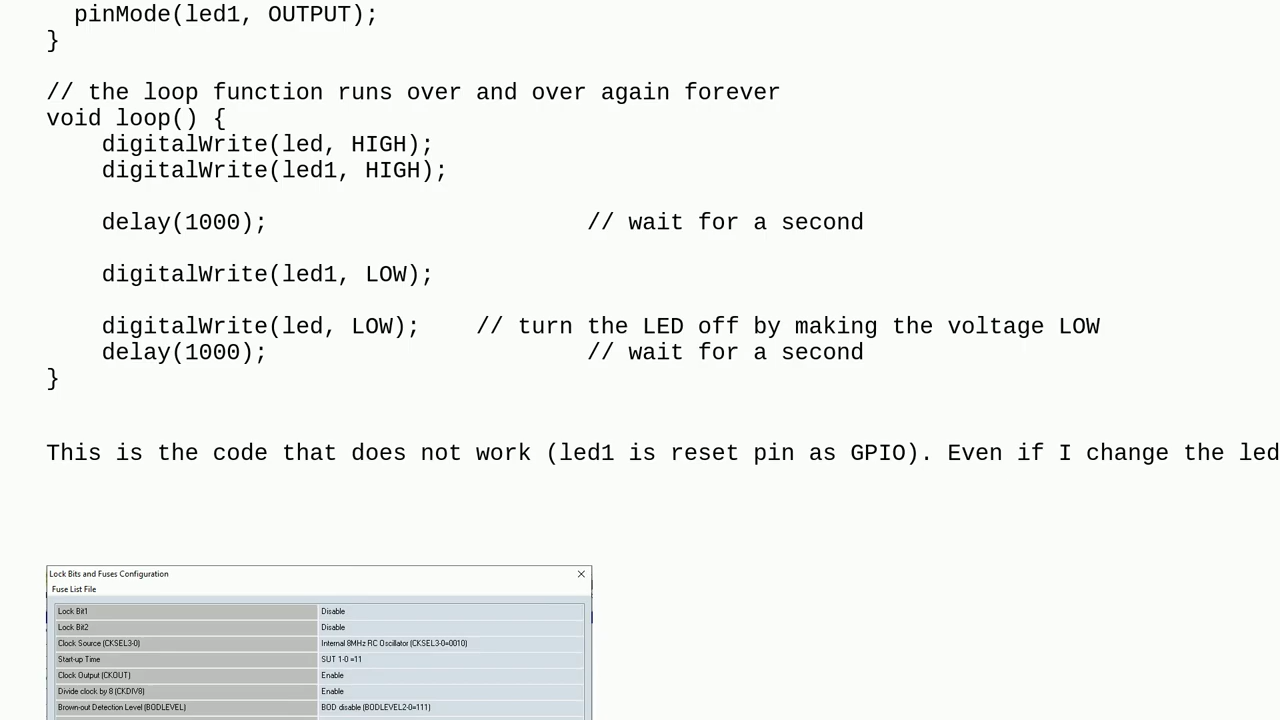 pinMode(led1, OUTPUT);
}
// the loop function runs over and over again forever
void loop() {
digitalWrite(led, HIGH);
digitalWrite(led1, HIGH);
delay(1000); // wait for a second
digitalWrite(led1, LOW);
digitalWrite(led, LOW); // turn the LED off by making the voltage LOW
delay(1000); // wait for a second
}
This is the code that does not work (led1 is reset pin as GPIO). Even if I change the led
Lock Bits and Fuses Configuration
Fuse List File
Lock Bit1 Disable
Lock Bit2 Disable
Clock Source (CKSEL3-0) Internal 8MHz RC Oscillator (CKSEL3-0=0010)
Start-up Time SUT 1-0 =11
Clock Output (CKOUT) Enable
Divide clock by 8 (CKDIV8) Enable
Brown-out Detection Level (BODLEVEL) BOD disable (BODLEVEL2-0=111)